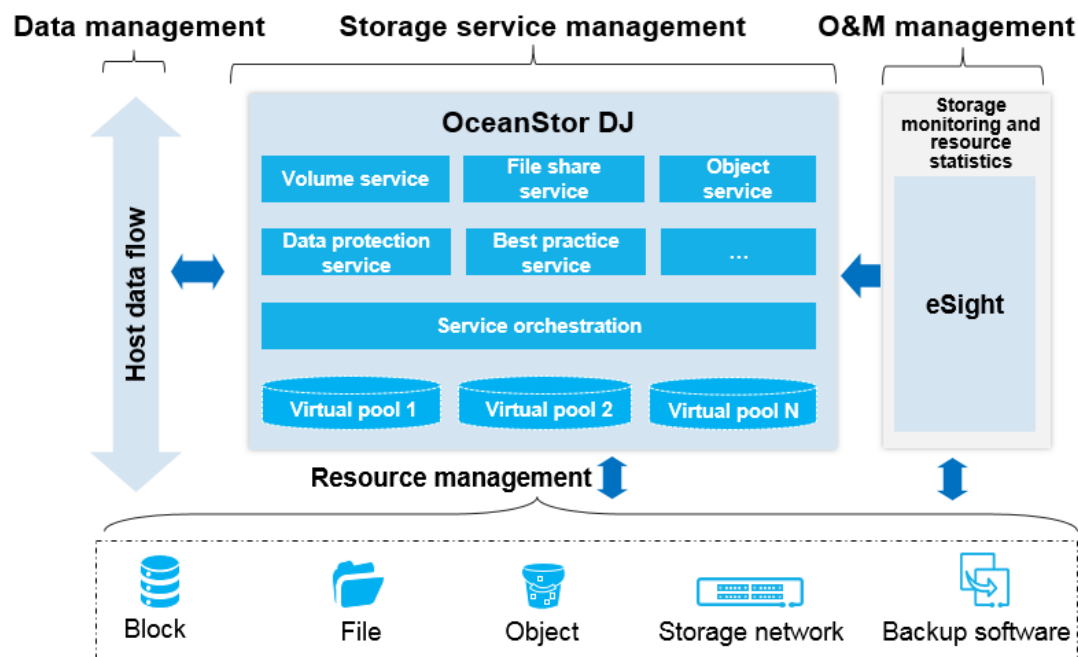 Data management
Storage service management
O&M management
Host data flow
OceanStor DJ
Volume service
File share
service
Object
service
Data protection
service
Best practice
service
...
Service orchestration
Virtual pool 1
Virtual pool 2
Virtual pool N
Storage
monitoring and
resource
statistics
eSight
Resource management
Block
File
Object
Storage network
Backup software